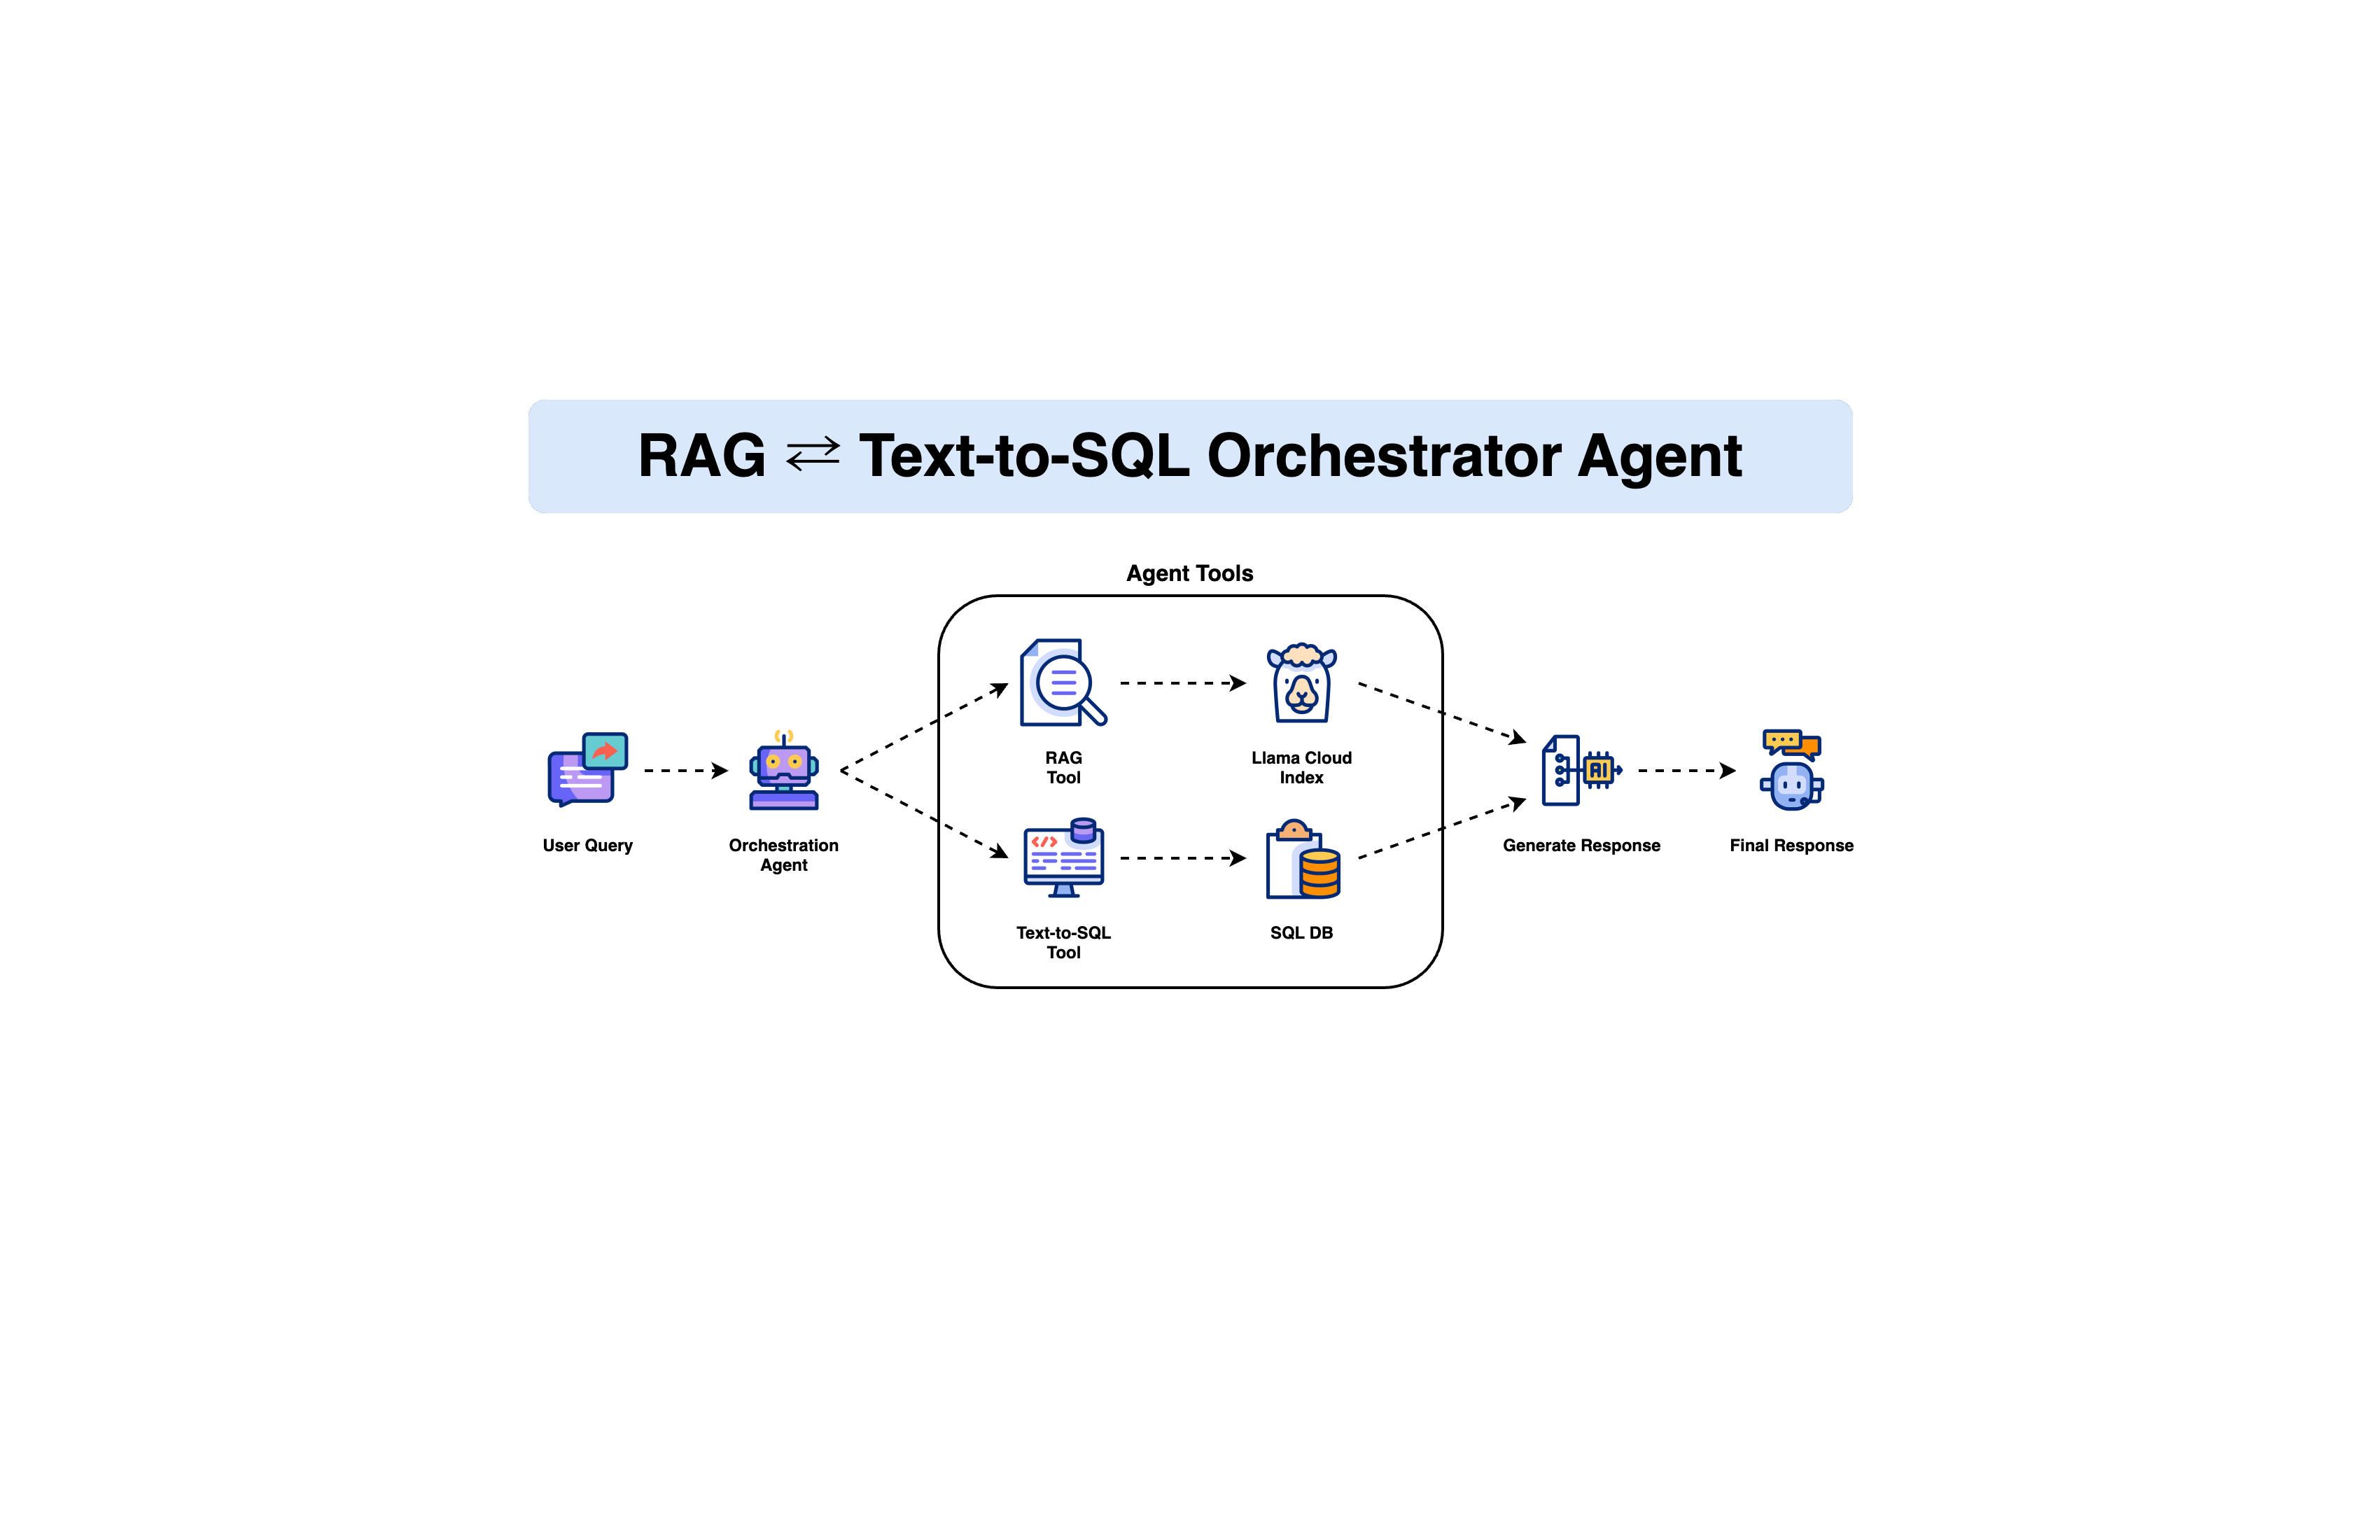 RAG ⇄ Text-to-SQL Orchestrator Agent
Agent Tools
User Query
Orchestration
Agent
RAG
Tool
Llama Cloud
Index
</>
Text-to-SQL
Tool
SQL DB
AI
Generate Response
Final Response